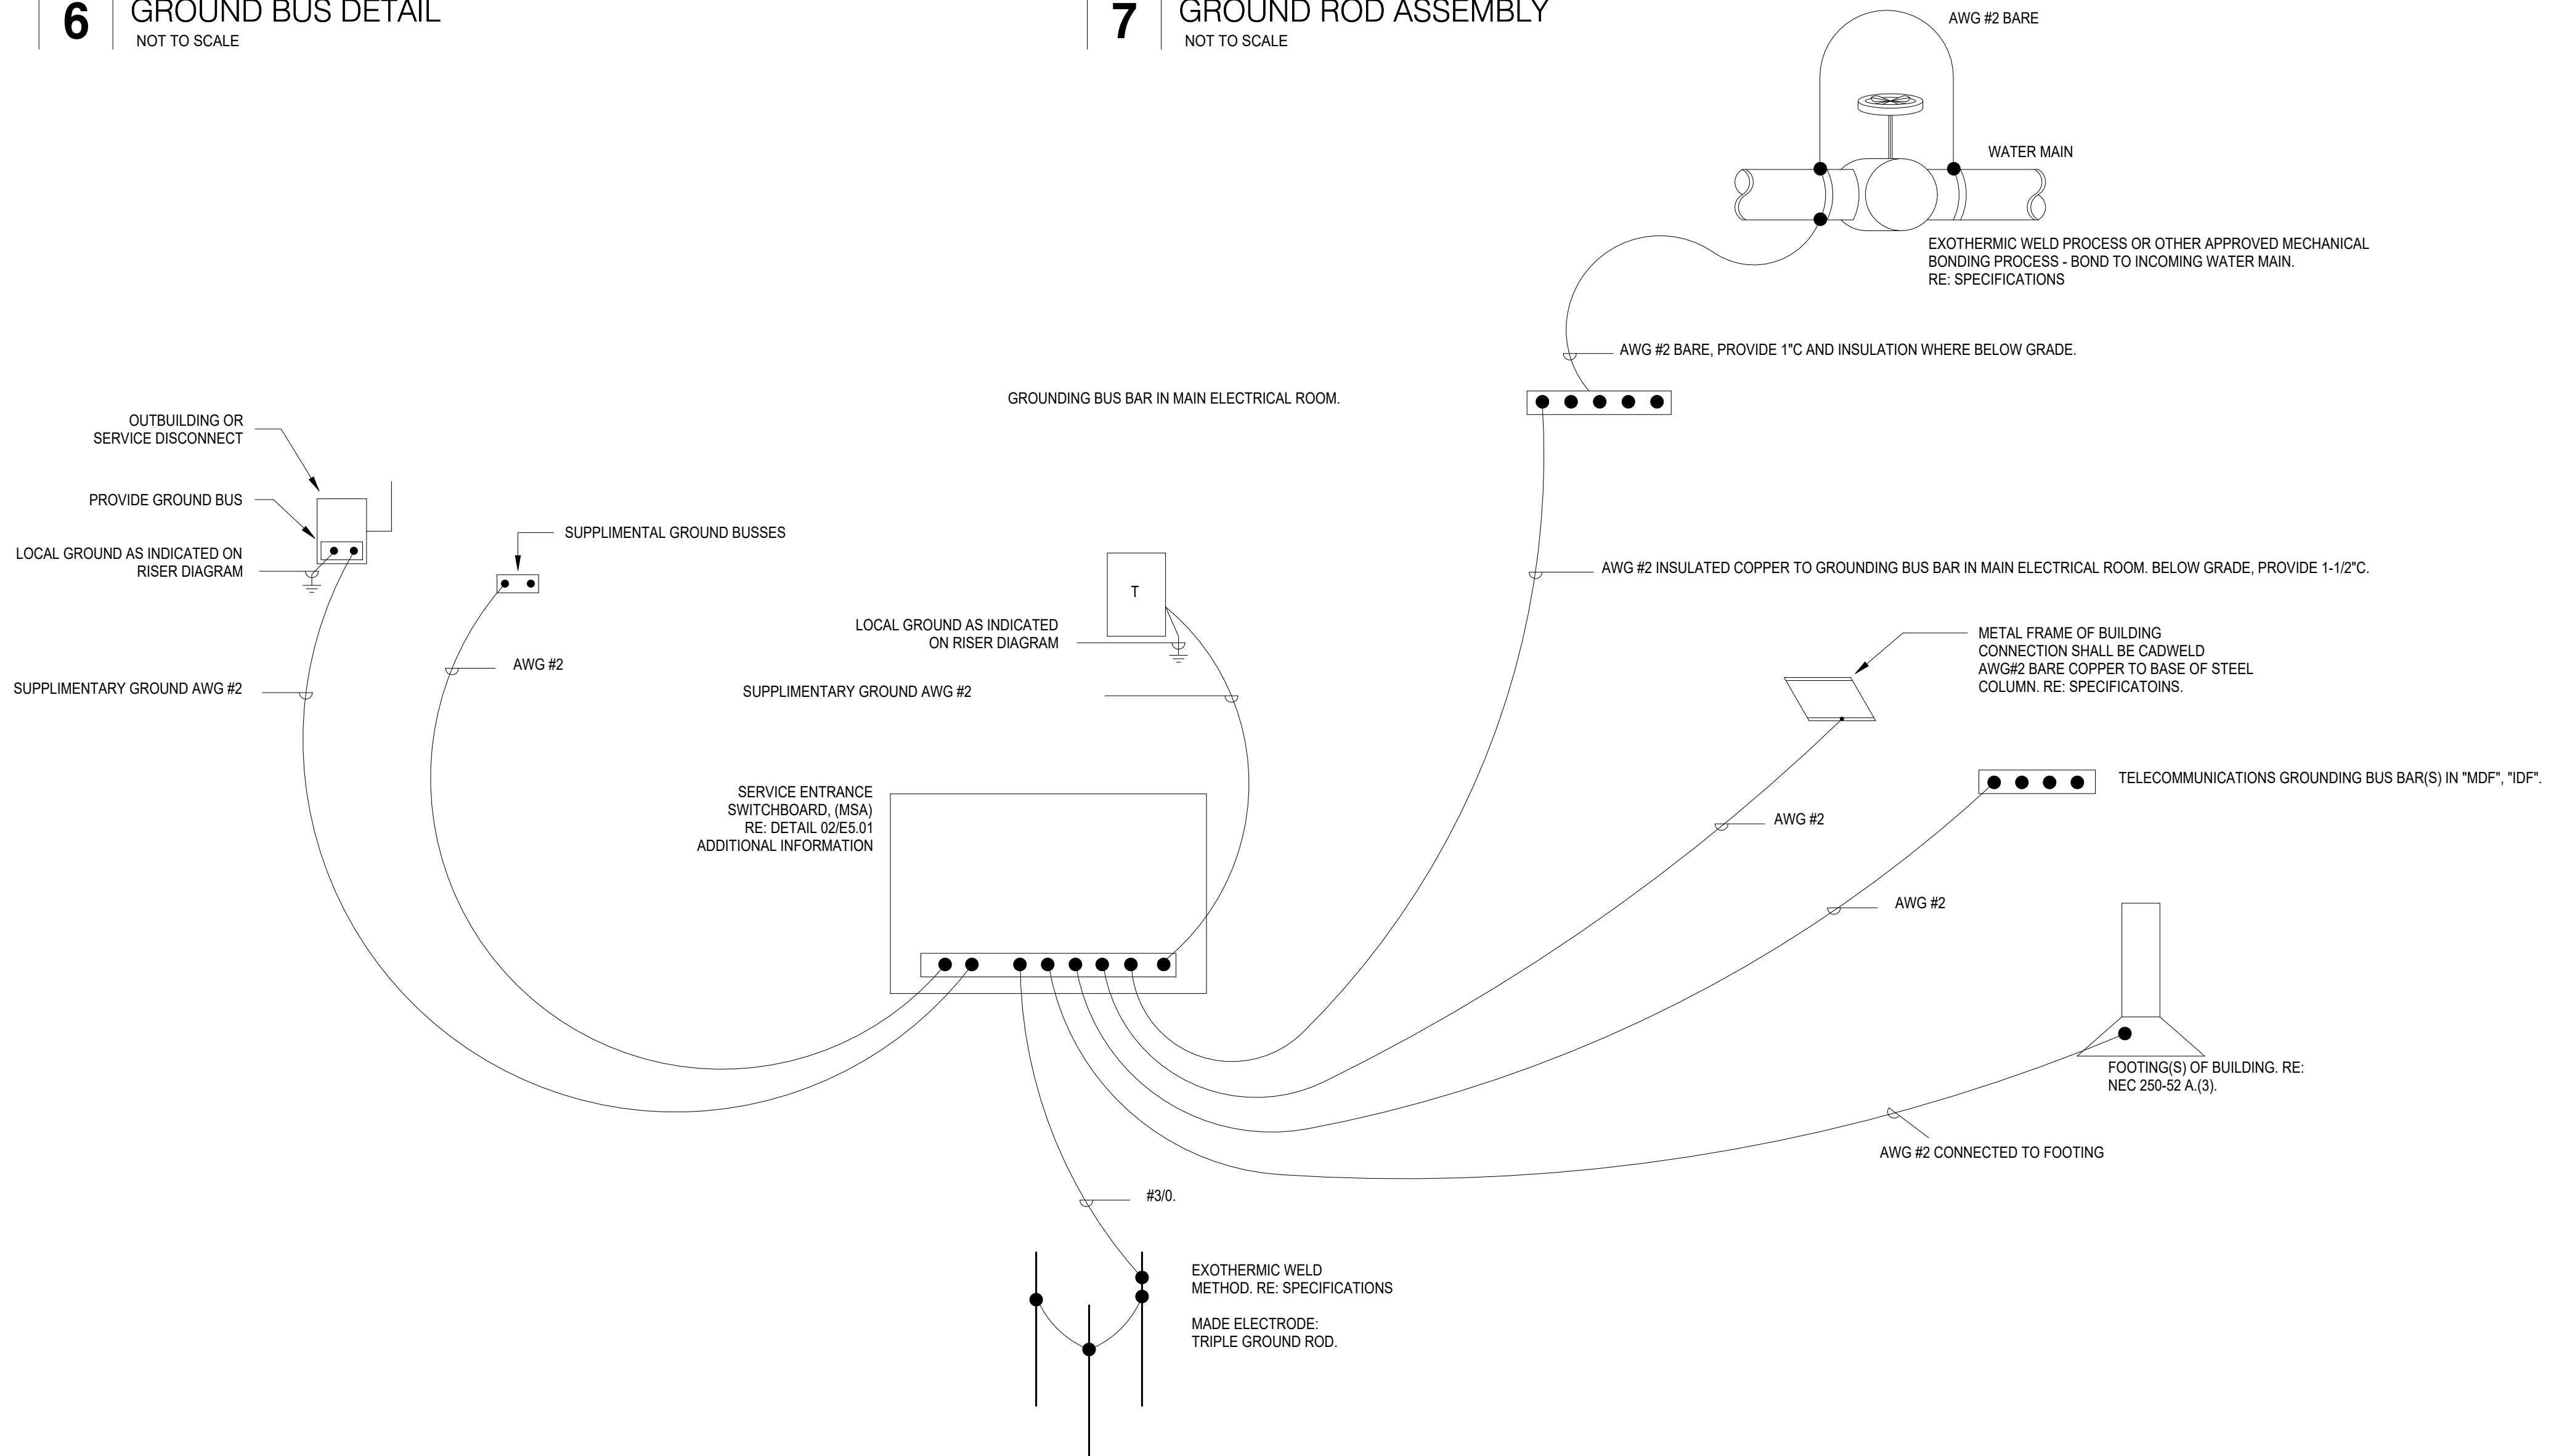 6
GROUND BUS DETAIL
NOT TO SCALE
7
GROUND ROD ASSEMBLY
NOT TO SCALE
AWG #2 BARE
WATER MAIN
EXOTHERMIC WELD PROCESS OR OTHER APPROVED MECHANICAL
BONDING PROCESS - BOND TO INCOMING WATER MAIN.
RE: SPECIFICATIONS
AWG #2 BARE, PROVIDE 1"C AND INSULATION WHERE BELOW GRADE.
GROUNDING BUS BAR IN MAIN ELECTRICAL ROOM.
OUTBUILDING OR
SERVICE DISCONNECT
PROVIDE GROUND BUS
LOCAL GROUND AS INDICATED ON
RISER DIAGRAM
SUPPLIMENTAL GROUND BUSSES
AWG #2
SUPPLIMENTARY GROUND AWG #2
T
LOCAL GROUND AS INDICATED
ON RISER DIAGRAM
SUPPLIMENTARY GROUND AWG #2
AWG #2 INSULATED COPPER TO GROUNDING BUS BAR IN MAIN ELECTRICAL ROOM. BELOW GRADE, PROVIDE 1-1/2"C.
METAL FRAME OF BUILDING
CONNECTION SHALL BE CADWELD
AWG#2 BARE COPPER TO BASE OF STEEL
COLUMN. RE: SPECIFICATOINS.
SERVICE ENTRANCE
SWITCHBOARD, (MSA)
RE: DETAIL 02/E5.01
ADDITIONAL INFORMATION
TELECOMMUNICATIONS GROUNDING BUS BAR(S) IN "MDF", "IDF".
AWG #2
AWG #2
FOOTING(S) OF BUILDING. RE:
NEC 250-52 A.(3).
AWG #2 CONNECTED TO FOOTING
#3/0.
EXOTHERMIC WELD
METHOD. RE: SPECIFICATIONS
MADE ELECTRODE:
TRIPLE GROUND ROD.